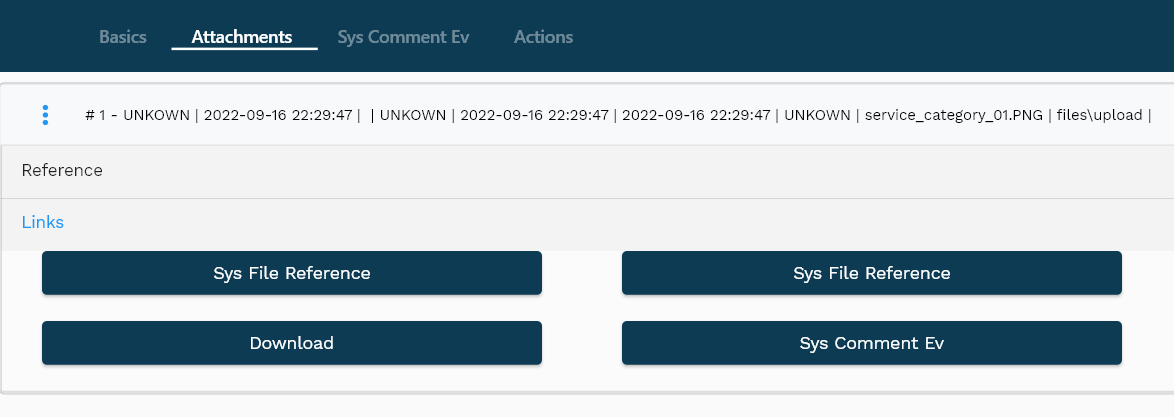 Basics Attachments Sys Comment Ev Actions
# 1 - UNKOWN | 2022-09-16 22:29:47 | | UNKOWN | 2022-09-16 22:29:47 | 2022-09-16 22:29:47 | UNKOWN | service_category_01.PNG | files\upload |
Reference
Links
Sys File Reference Sys File Reference
Download Sys Comment Ev